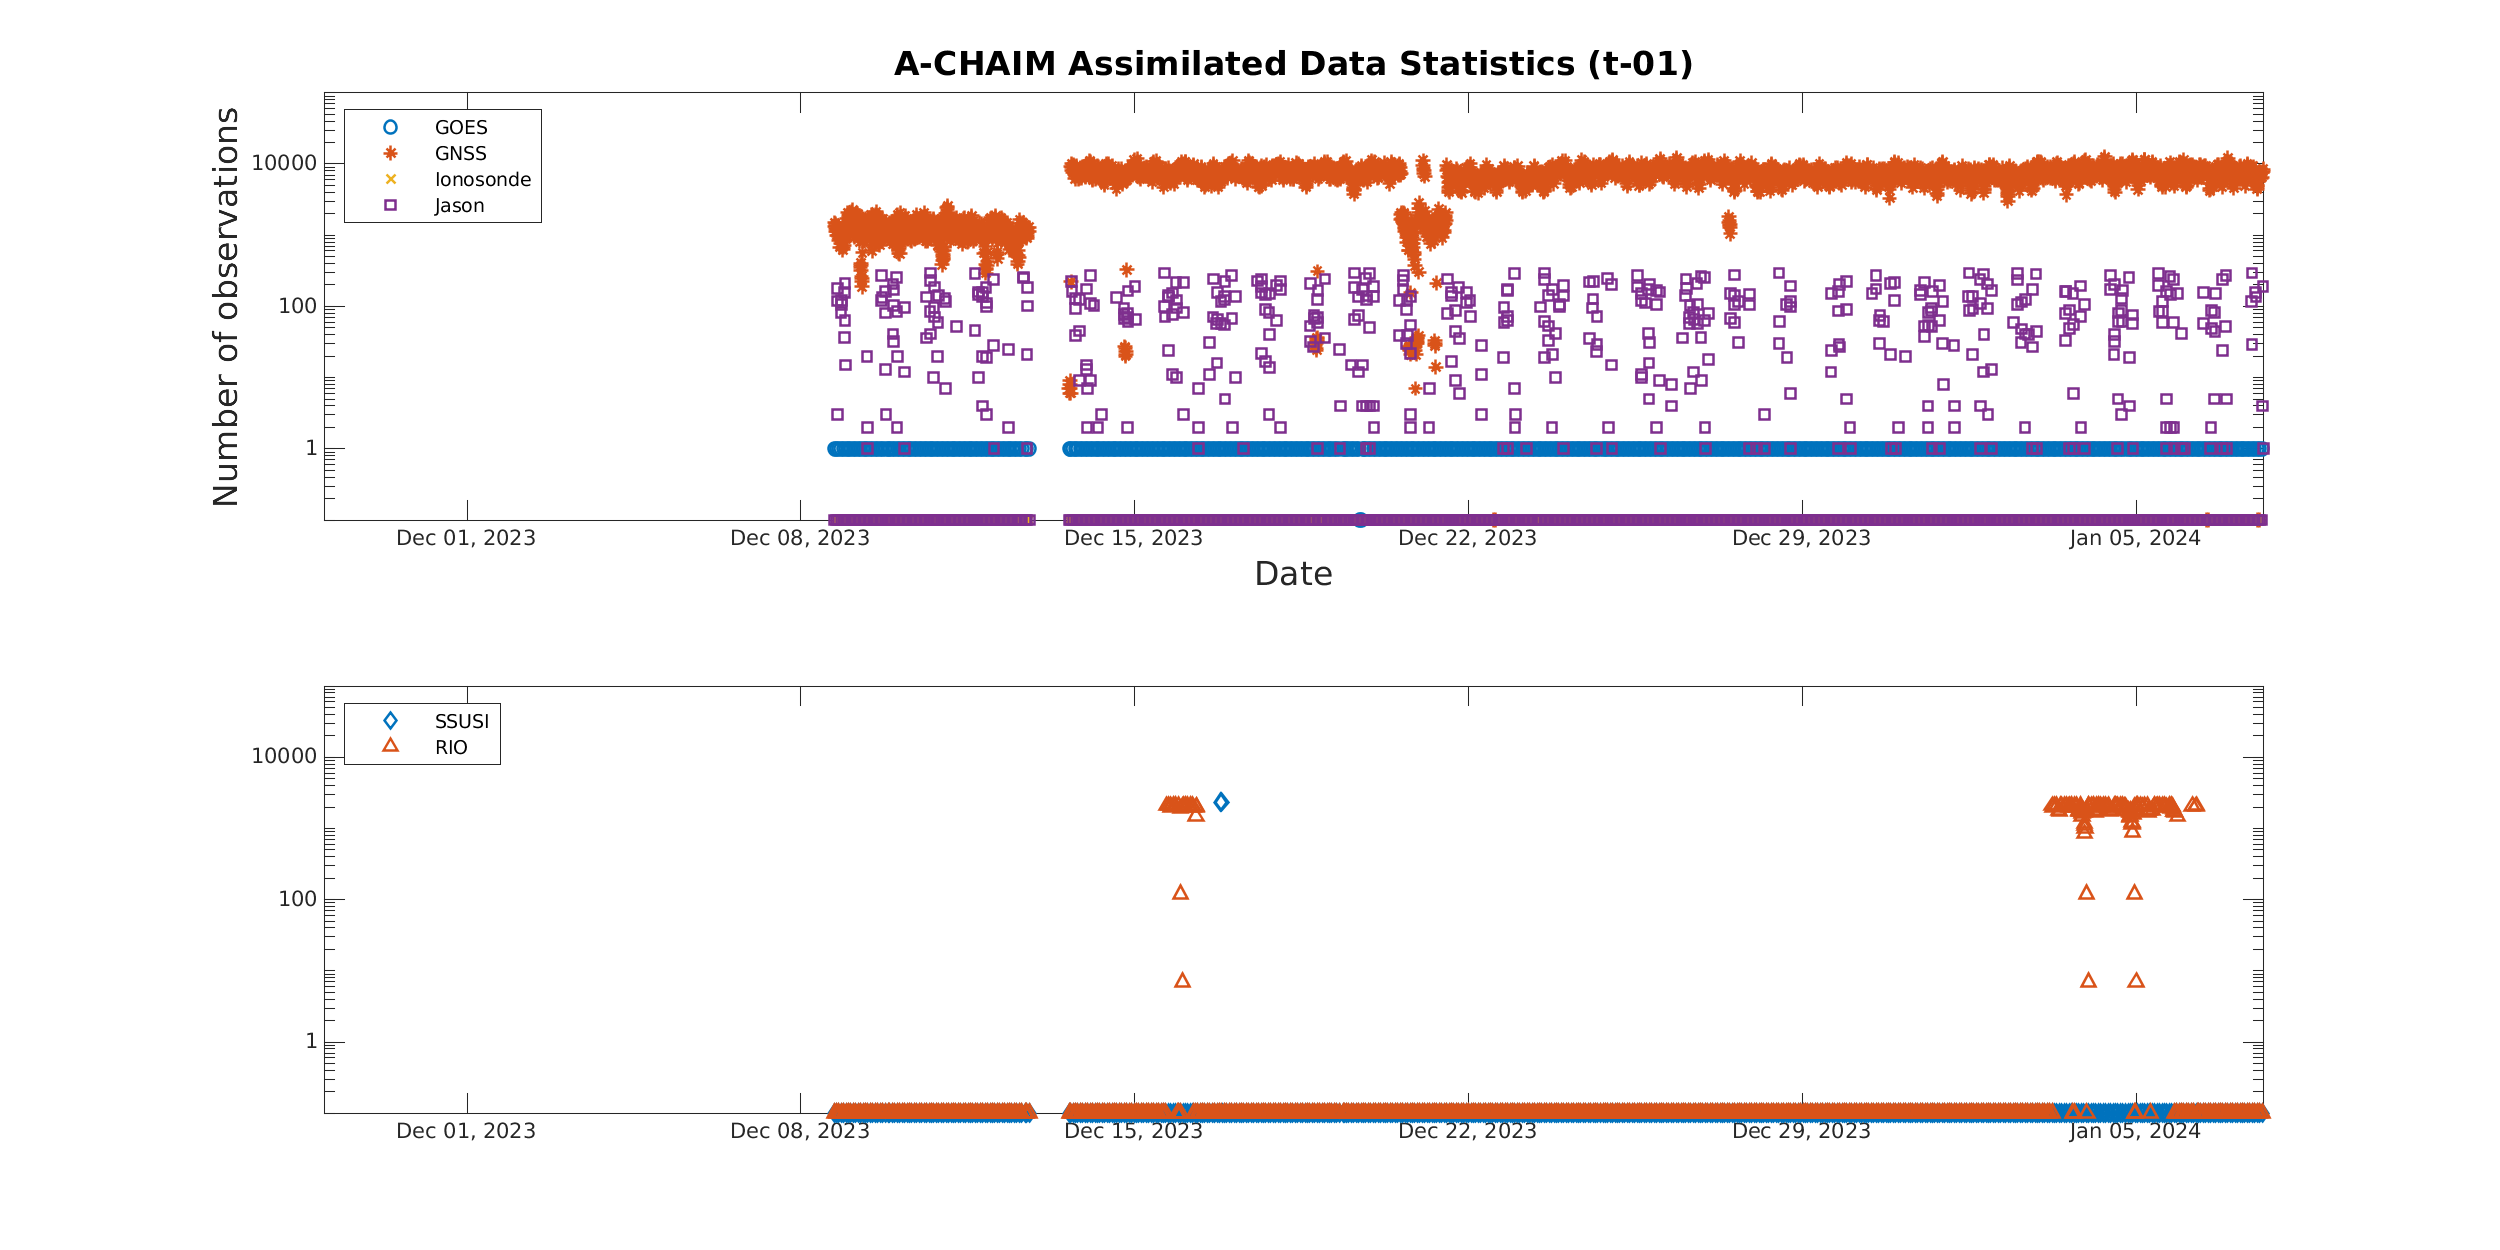 A-CHAIM Assimilated Data Statistics (t-01)
Number of observations
10000
100
1
GOES
GNSS
Ionosonde
Jason
Dec 01, 2023
Dec 08, 2023
Dec 15, 2023
Dec 22, 2023
Dec 29, 2023
Jan 05, 2024
Date
10000
100
1
SSUSI
RIO
Dec 01, 2023
Dec 08, 2023
Dec 15, 2023
Dec 22, 2023
Dec 29, 2023
Jan 05, 2024